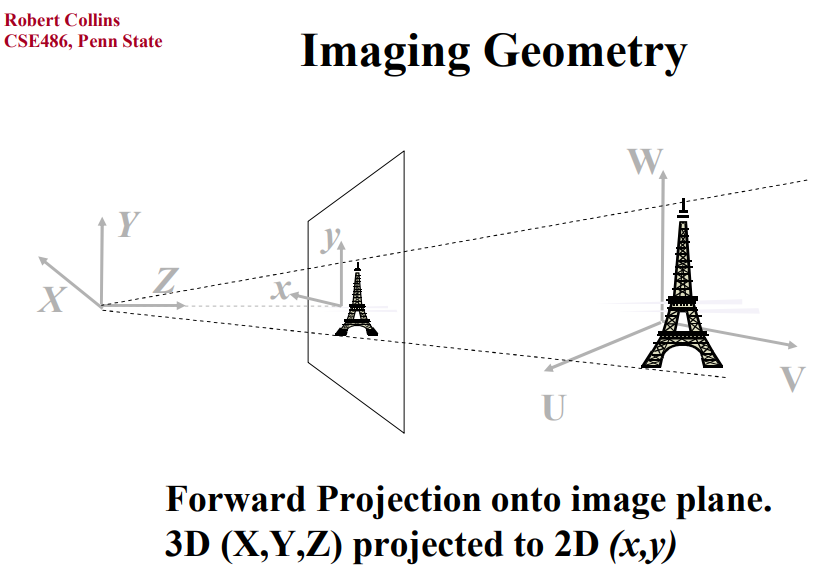 Robert Collins
CSE486, Penn State
Imaging Geometry
W
Y
y
Z
x
X
V
U
Forward Projection onto image plane.
3D (X,Y,Z) projected to 2D (x,y)